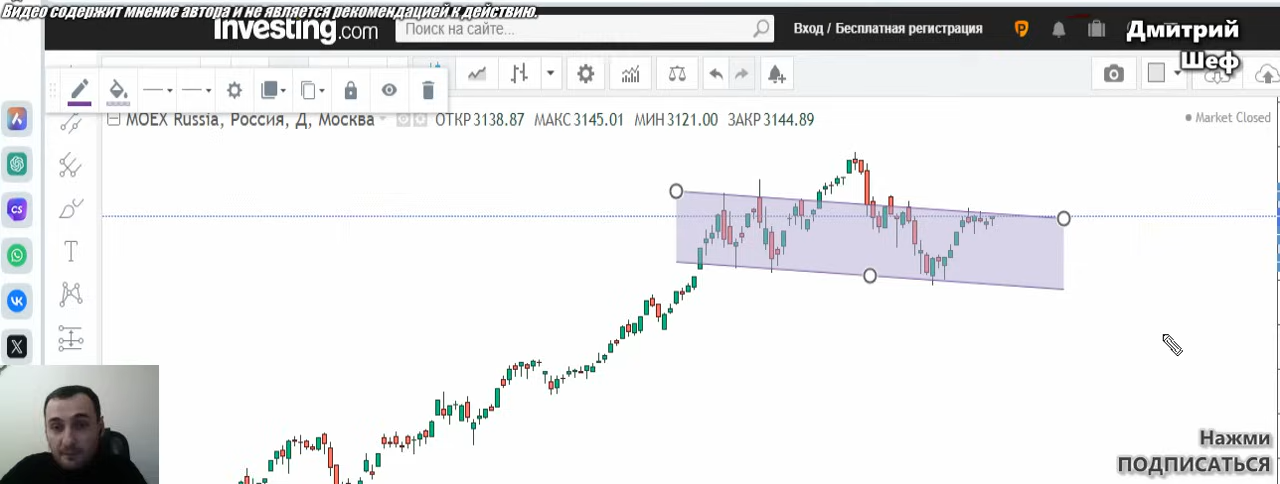 Видео содержит мнение автора и не является рекомендацией к действию.
Investing.com
Поиск на сайте...
Вход / Бесплатная регистрация
Дмитрий
Шеф
MOEX Russia, Россия, Д, Москва
ОТКР 3138.87 МАКС 3145.01 МИН 3121.00 ЗАКР 3144.89
Market Closed
CS
T
Нажми
ПОДПИСАТЬСЯ